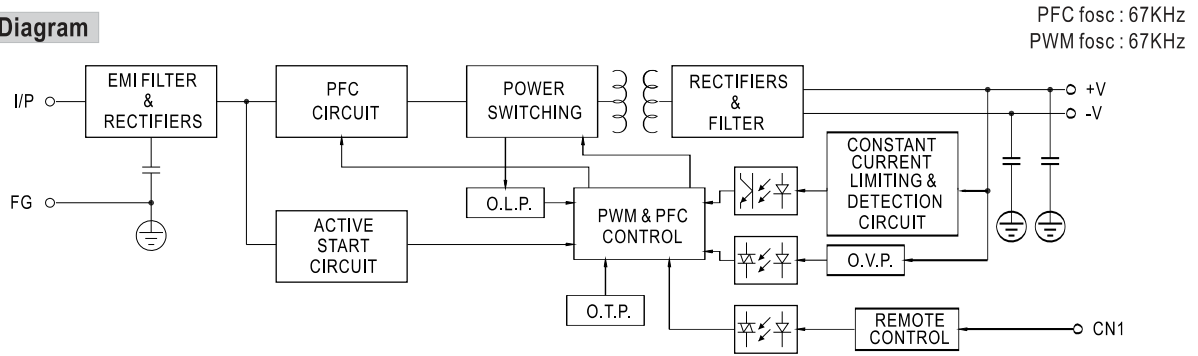 Diagram
PFC fosc : 67KHz
PWM fosc : 67KHz
I/P
EMI FILTER
&
RECTIFIERS
PFC
CIRCUIT
POWER
SWITCHING
RECTIFIERS
&
FILTER
+V
-V
CONSTANT
CURRENT
LIMITING &
DETECTION
CIRCUIT
FG
O.L.P.
PWM & PFC
CONTROL
ACTIVE
START
CIRCUIT
O.V.P.
O.T.P.
REMOTE
CONTROL
CN1